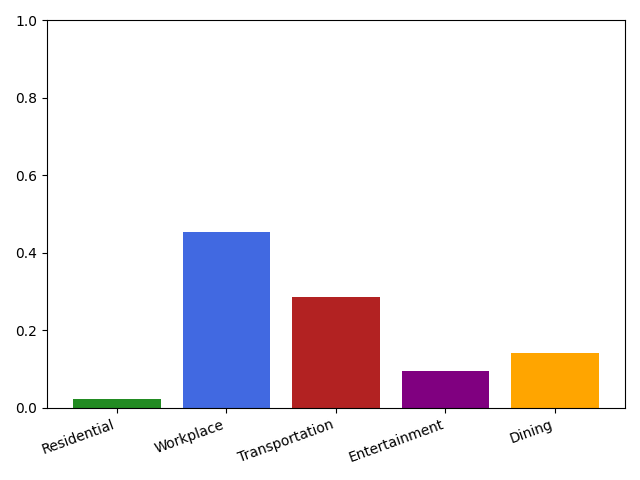 1.0
0.8
0.6
0.4
0.2
0.0
Residential
Workplace
Transportation
Entertainment
Dining